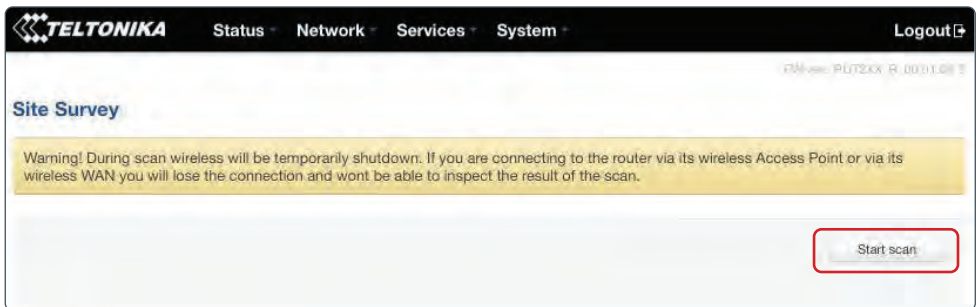 TELTONIKA Status Network Services System Logout
Site Survey
Warning! During scan wireless will be temporarily shutdown. If you are connecting to the router via its wireless Access Point or via its
wireless WAN you will lose the connection and wont be able to inspect the result of the scan.
Start scan